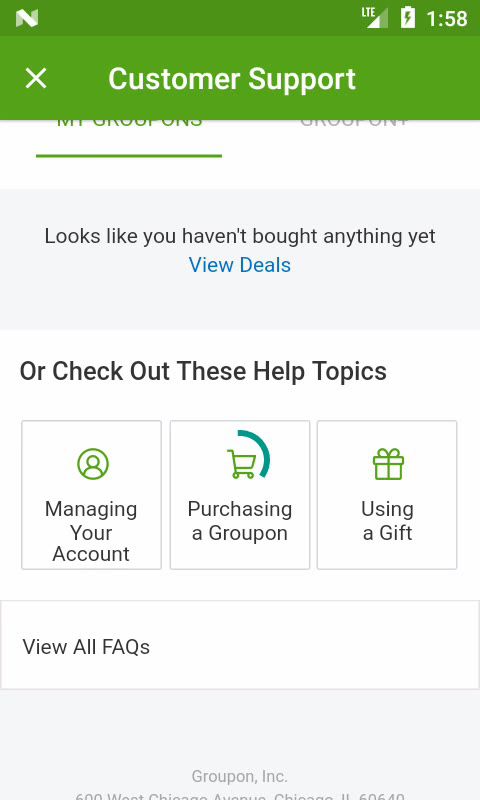 LTE 1:58
Customer Support
MY GROUPONS GROUPON+
Looks like you haven't bought anything yet
View Deals
Or Check Out These Help Topics
Managing
Your
Account
Purchasing
a Groupon
Using
a Gift
View All FAQs
Groupon, Inc.
600 West Chicago Avenue, Chicago, IL 60640